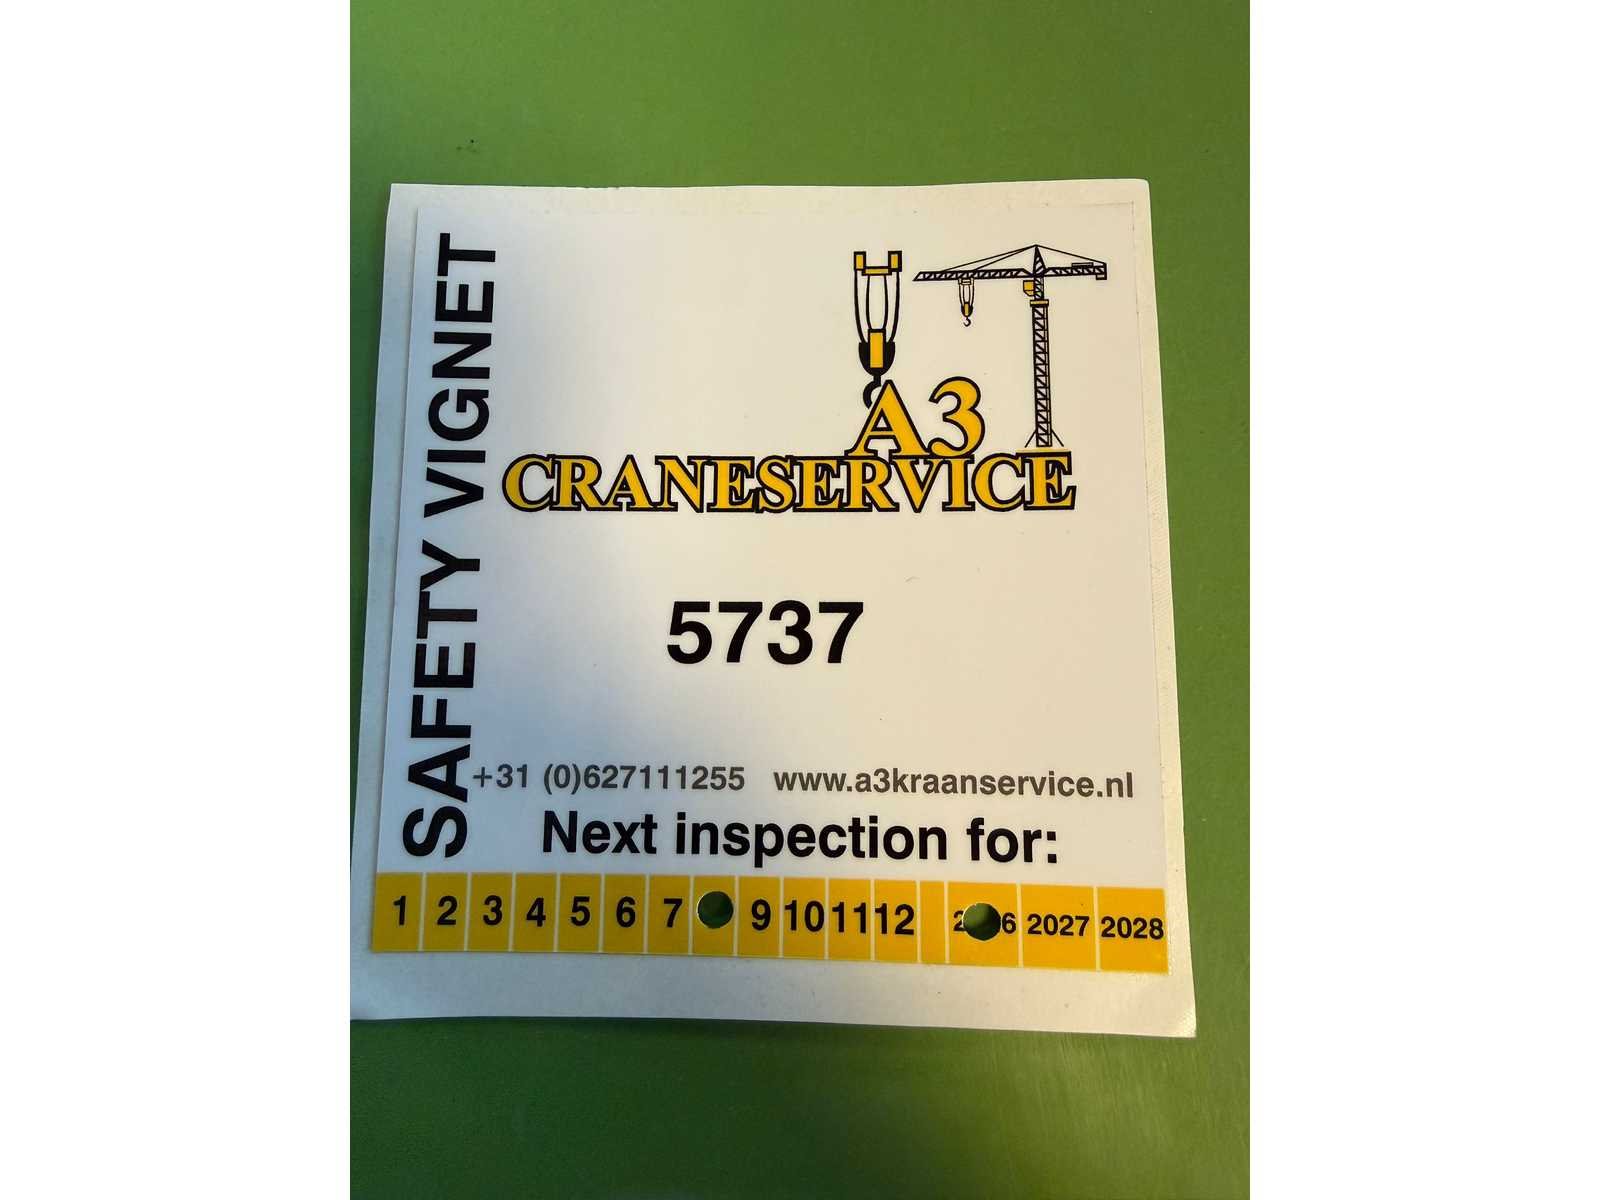 SAFETY VIGNET
A3
CRANESERVICE
5737
+31 (0)627111255 www.a3kraanservice.nl
Next inspection for:
1 2 3 4 5 6 7 9 10 11 12 2027 2028